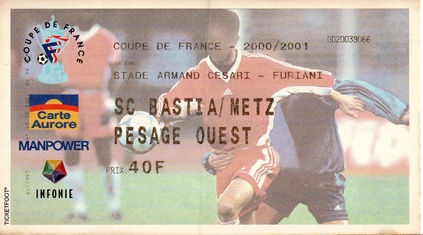 COUPE DE FRANCE
COUPE DE FRANCE - 2000/2001
0020039066
STADE ARMAND CESARI - FURIANI
SC BASTIA/METZ
PESAGE OUEST
PRIX: 40F
Carte
Aurore
MANPOWER
INFONIE
TICKETFOOT®